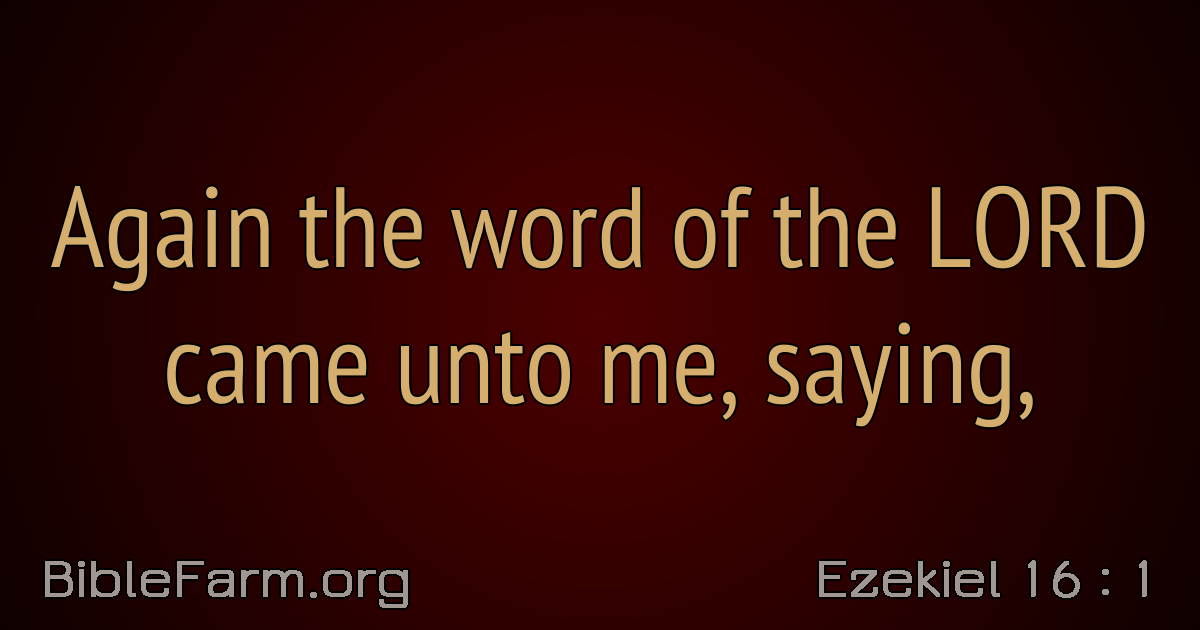 Again the word of the LORD
came unto me, saying,
BibleFarm.org
Ezekiel 16 : 1